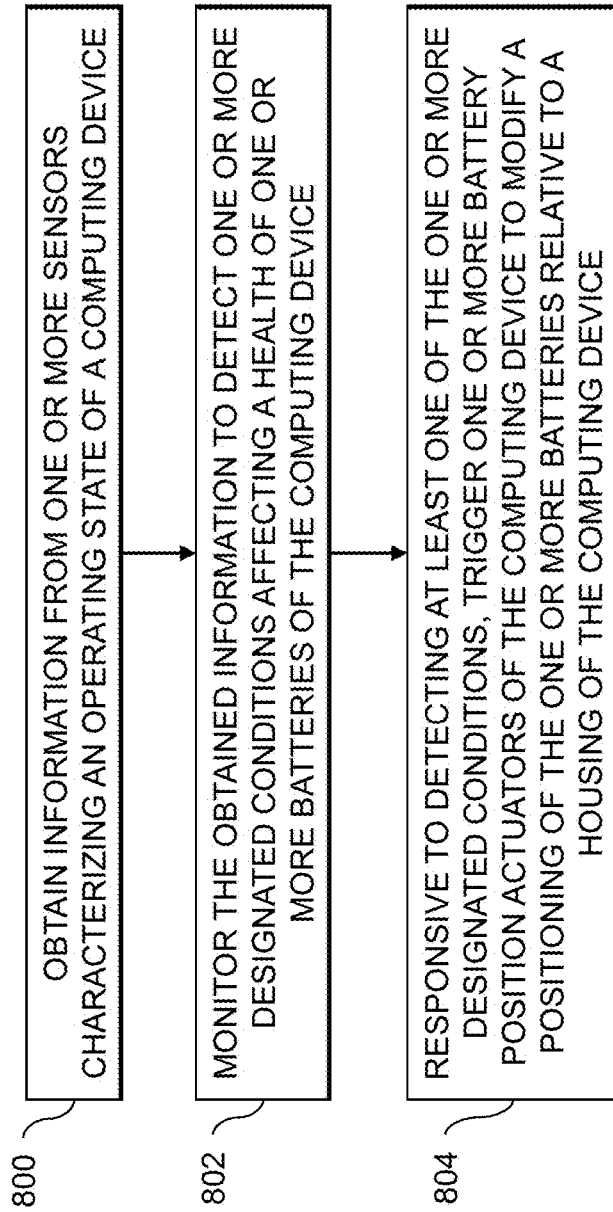 800
OBTAIN INFORMATION FROM ONE OR MORE SENSORS
CHARACTERIZING AN OPERATING STATE OF A COMPUTING DEVICE
802
MONITOR THE OBTAINED INFORMATION TO DETECT ONE OR MORE
DESIGNATED CONDITIONS AFFECTING A HEALTH OF ONE OR
MORE BATTERIES OF THE COMPUTING DEVICE
804
RESPONSIVE TO DETECTING AT LEAST ONE OF THE ONE OR MORE
DESIGNATED CONDITIONS, TRIGGER ONE OR MORE BATTERY
POSITION ACTUATORS OF THE COMPUTING DEVICE TO MODIFY A
POSITIONING OF THE ONE OR MORE BATTERIES RELATIVE TO A
HOUSING OF THE COMPUTING DEVICE